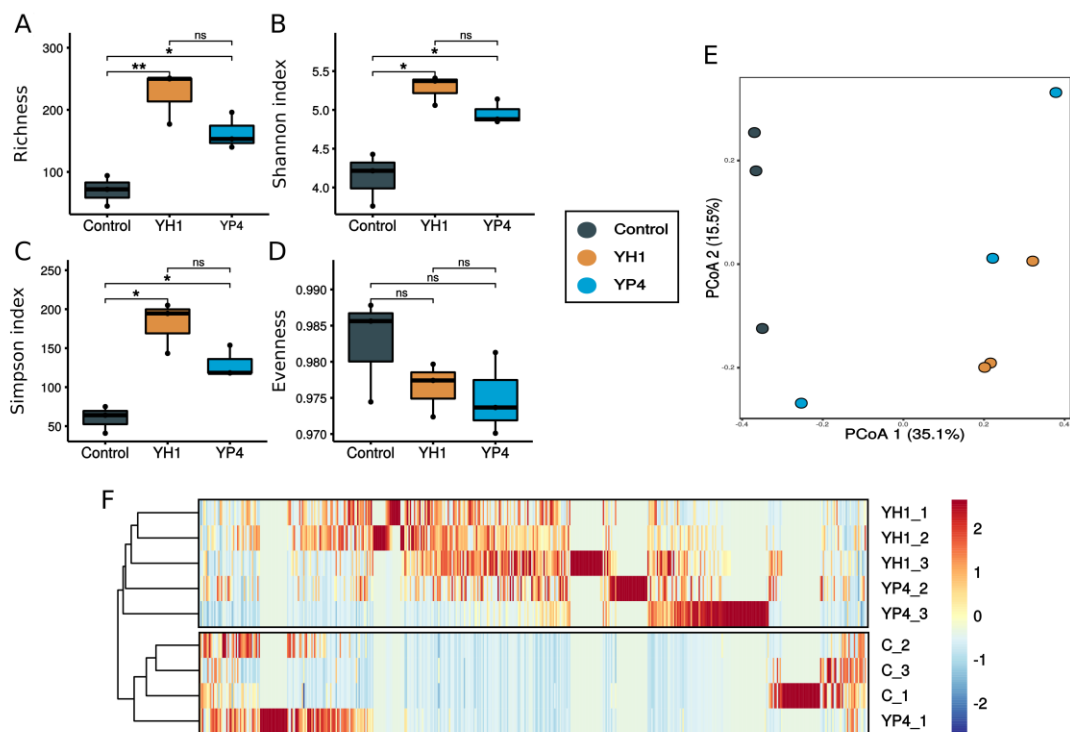 A
Richness
300
200
100
**
*
ns
Control
YH1
YP4
B
Shannon index
5.5
5.0
4.5
4.0
*
*
ns
Control
YH1
YP4
C
Simpson index
250
200
150
100
50
*
*
ns
Control
YH1
YP4
D
Evenness
0.990
0.985
0.980
0.975
0.970
ns
ns
ns
Control
YH1
YP4
Control
YH1
YP4
E
PCoA 2 (15.5%)
0.2
0.0
-0.2
-0.4
-0.2
0.0
0.2
0.4
PCoA 1 (35.1%)
F
YH1_1
YH1_2
YH1_3
YP4_2
YP4_3
C_2
C_3
C_1
YP4_1
2
1
0
-1
-2